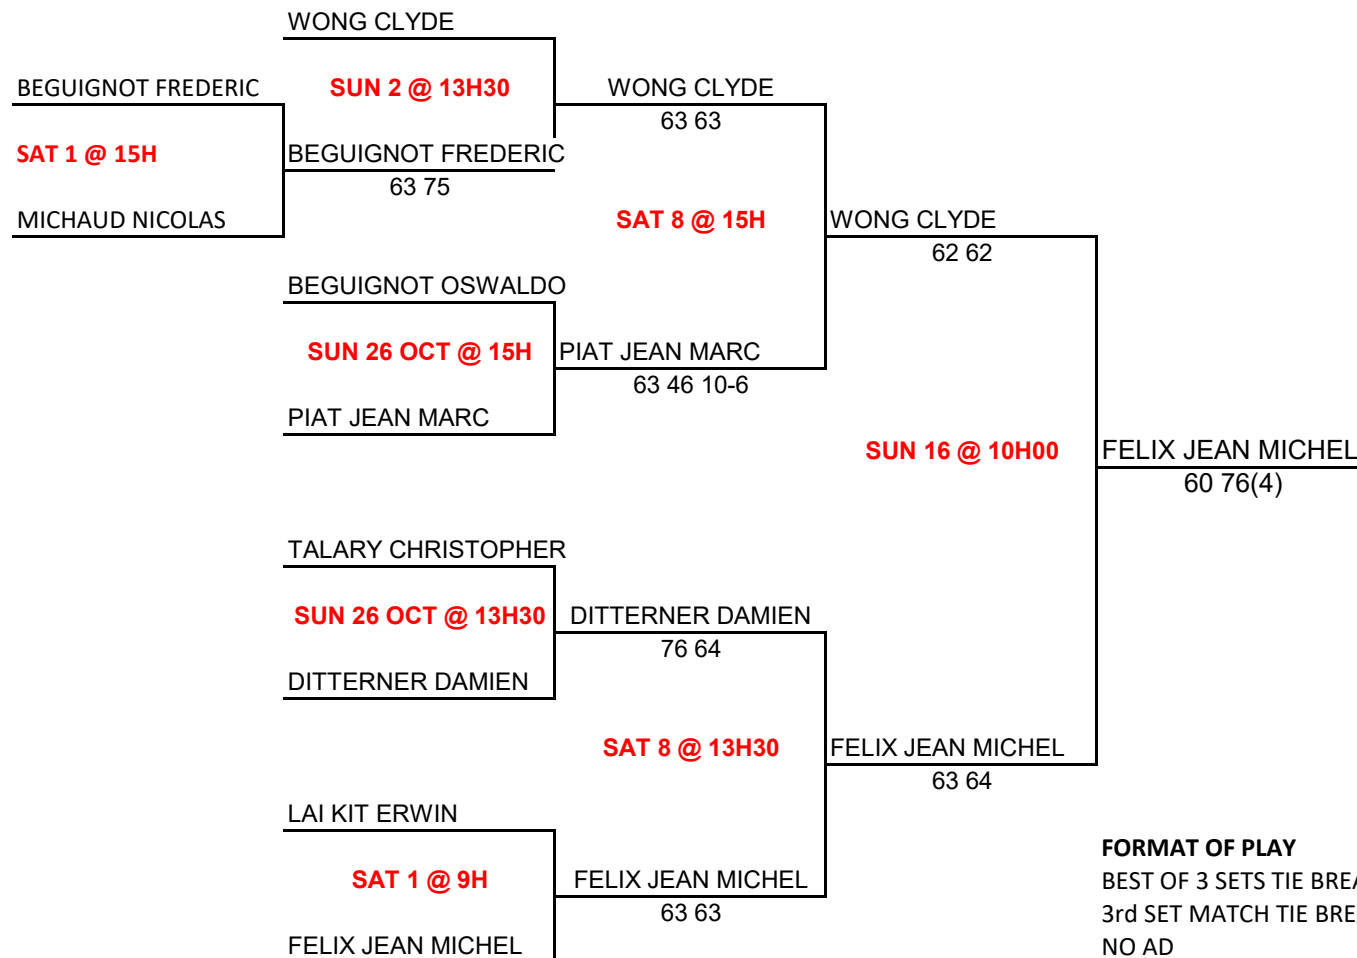 WONG CLYDE
BEGUIGNOT FREDERIC
SUN 2 @ 13H30
WONG CLYDE
63 63
SAT 1 @ 15H
BEGUIGNOT FREDERIC
63 75
MICHAUD NICOLAS
SAT 8 @ 15H
WONG CLYDE
62 62
BEGUIGNOT OSWALDO
SUN 26 OCT @ 15H
PIAT JEAN MARC
63 46 10-6
PIAT JEAN MARC
SUN 16 @ 10H00
FELIX JEAN MICHEL
60 76(4)
TALARY CHRISTOPHER
SUN 26 OCT @ 13H30
DITTERNER DAMIEN
76 64
DITTERNER DAMIEN
SAT 8 @ 13H30
FELIX JEAN MICHEL
63 64
LAI KIT ERWIN
SAT 1 @ 9H
FELIX JEAN MICHEL
63 63
FELIX JEAN MICHEL
FORMAT OF PLAY
BEST OF 3 SETS TIE BREA
3rd SET MATCH TIE BRE
NO AD